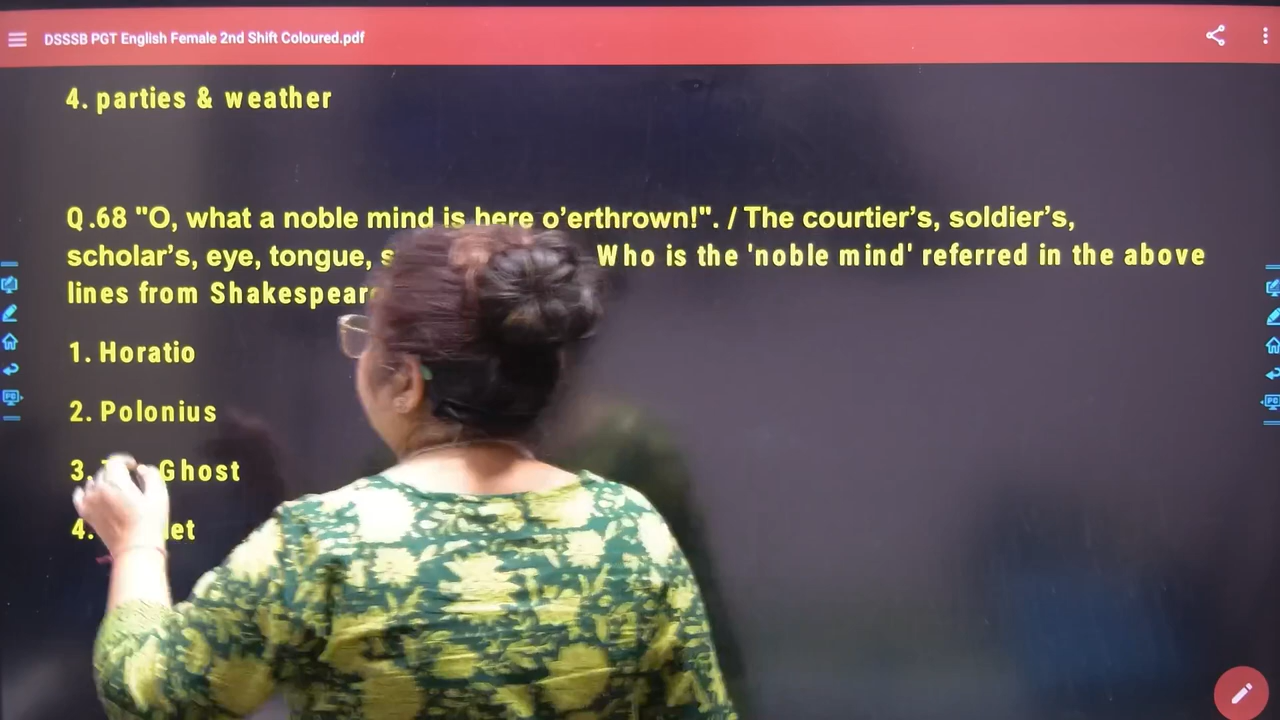 DSSSB PGT English Female 2nd Shift Coloured.pdf
4. parties & weather
Q.68 "O, what a noble mind is here o’erthrown!". / The courtier’s, soldier’s,
scholar’s, eye, tongue, Who is the 'noble mind' referred in the above
lines from Shakespeare
1. Horatio
2. Polonius
3. Ghost
4.